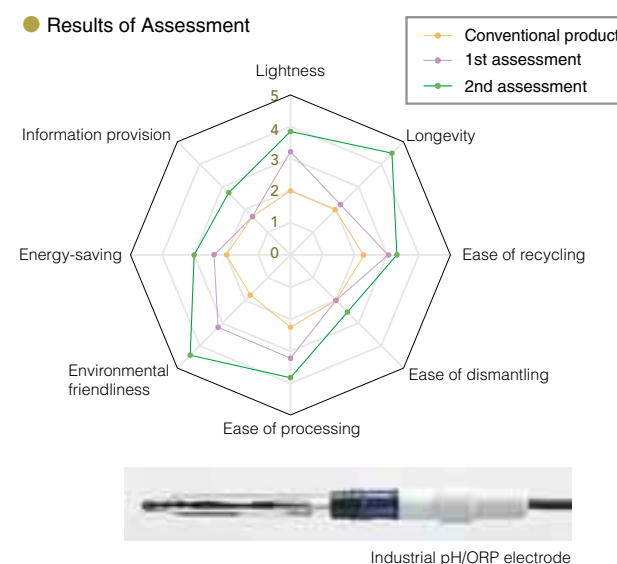 Results of Assessment
Conventional product
1st assessment
2nd assessment
Lightness
5
4
3
2
1
0
Longevity
Information provision
Energy-saving
Ease of recycling
Environmental
friendliness
Ease of dismantling
Ease of processing
Industrial pH/ORP electrode